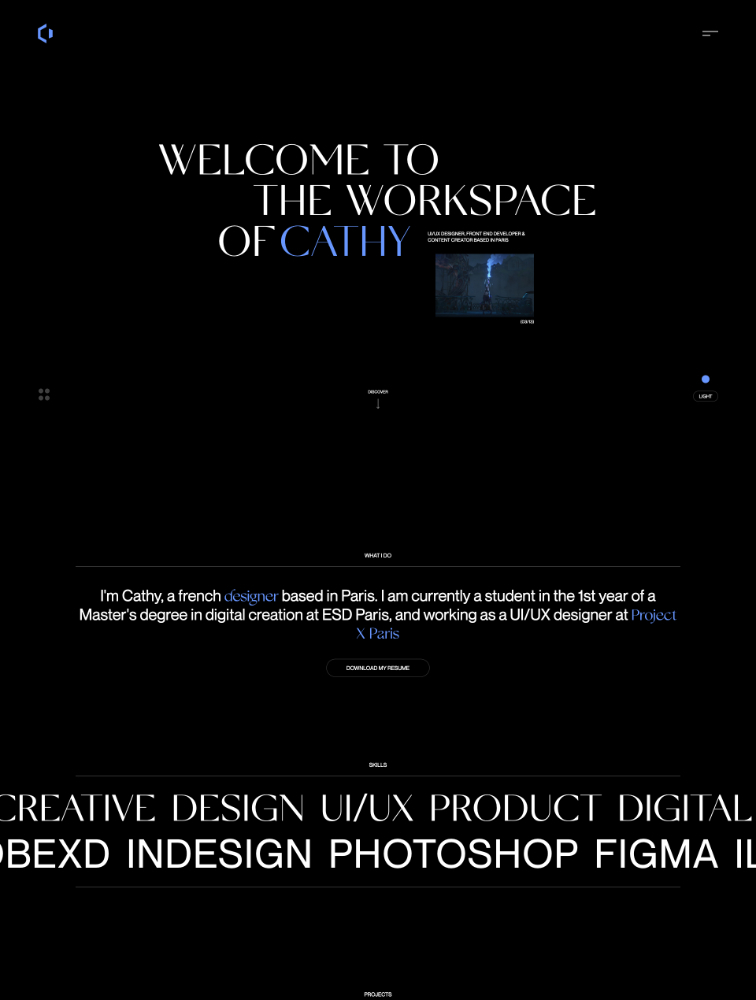 WELCOME TO
THE WORKSPACE
OF CATHY
UI/UX DESIGNER, FRONT END DEVELOPER &
CONTENT CREATOR BASED IN PARIS
DISCOVER
LIGHT
WHAT I DO
I'm Cathy, a french designer based in Paris. I am currently a student in the 1st year of a
Master's degree in digital creation at ESD Paris, and working as a UI/UX designer at Project
X Paris
DOWNLOAD MY RESUME
SKILLS
CREATIVE DESIGN UI/UX PRODUCT DIGITAL
OBEXD INDESIGN PHOTOSHOP FIGMA IL
PROJECTS